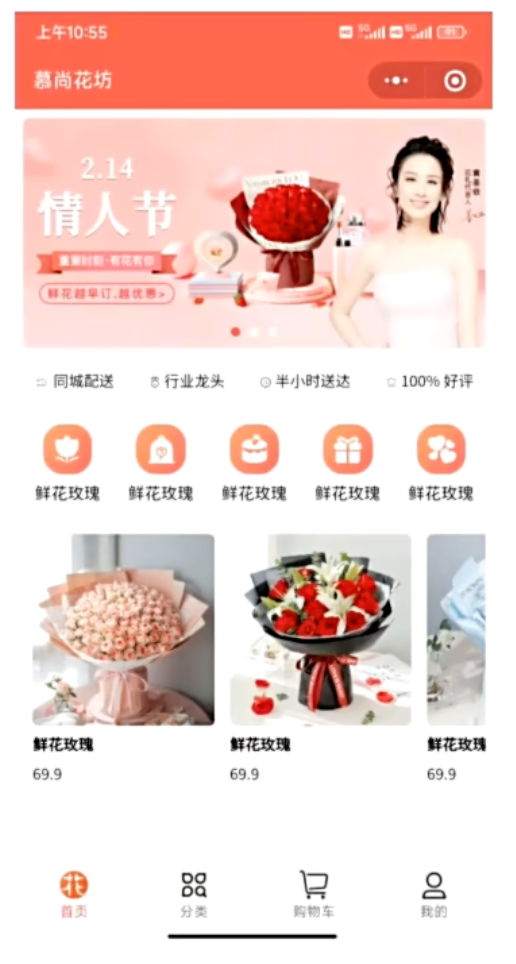 上午10:55
慕尚花坊
2.14
情人节
重要时刻·有花有你
鲜花越早订,越优惠>
同城配送 行业龙头 半小时送达 100% 好评
鲜花玫瑰 鲜花玫瑰 鲜花玫瑰 鲜花玫瑰 鲜花玫瑰
鲜花玫瑰 鲜花玫瑰 鲜花玫瑰
69.9 69.9 69.9
首页 分类 购物车 我的